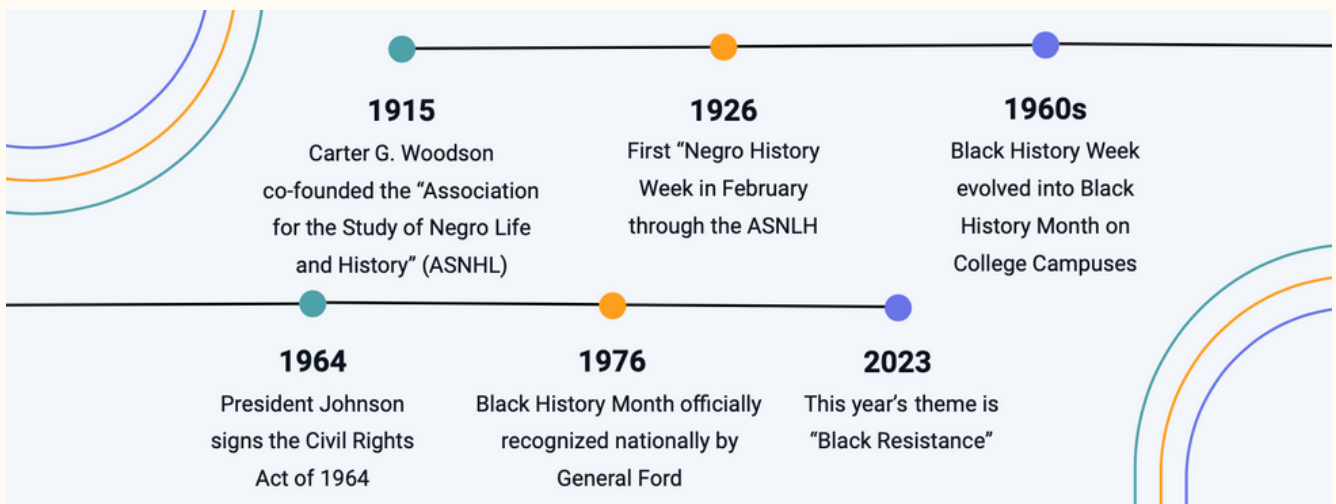 1915
Carter G. Woodson
co-founded the “Association
for the Study of Negro Life
and History” (ASNHL)
1926
First “Negro History
Week in February
through the ASNLH
1960s
Black History Week
evolved into Black
History Month on
College Campuses
1964
President Johnson
signs the Civil Rights
Act of 1964
1976
Black History Month officially
recognized nationally by
General Ford
2023
This year’s theme is
“Black Resistance”